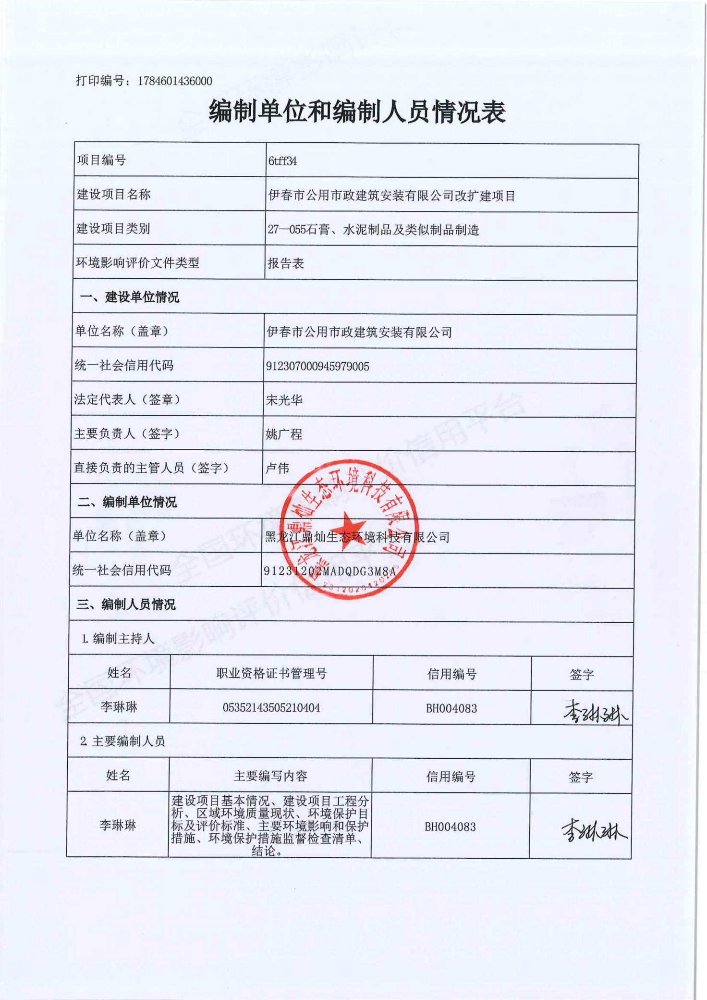 打印编号：1784601436000
编制单位和编制人员情况表
项目编号 6tff34
建设项目名称 伊春市公用市政建筑安装有限公司改扩建项目
建设项目类别 27—055石膏、水泥制品及类似制品制造
环境影响评价文件类型 报告表
一、建设单位情况
单位名称（盖章） 伊春市公用市政建筑安装有限公司
统一社会信用代码 912307000945979005
法定代表人（签章） 宋光华
主要负责人（签字） 姚广程
直接负责的主管人员（签字） 卢伟
二、编制单位情况
单位名称（盖章） 黑龙江鼎灿生态环境科技有限公司
统一社会信用代码 91231202MADQDG3M8A
黑龙江鼎灿生态环境科技有限公司
三、编制人员情况
1. 编制主持人
姓名 职业资格证书管理号 信用编号 签字
李琳琳 05352143505210404 BH004083 李琳琳
2. 主要编制人员
姓名 主要编写内容 信用编号 签字
建设项目基本情况、建设项目工程分
析、区域环境质量现状、环境保护目
李琳琳 标及评价标准、主要环境影响和保护 BH004083 李琳琳
措施、环境保护措施监督检查清单、
结论。
全国环境影响评价信用平台
全国环境影响评价信用平台